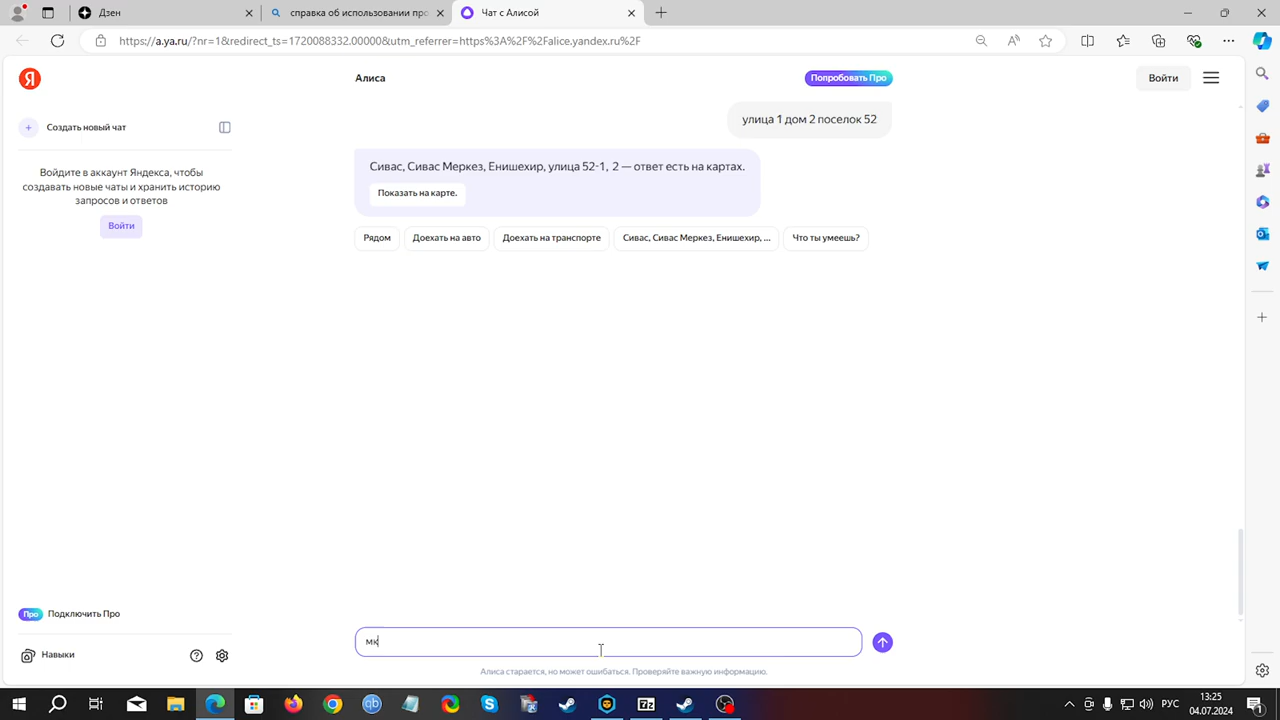 Дзен
справка об использовании про
Чат с Алисой
https://a.ya.ru/?nr=1&redirect_ts=1720088332.00000&utm_referrer=https%3A%2F%2Falice.yandex.ru%2F
Я
Алиса
Попробовать Про
Войти
улица 1 дом 2 поселок 52
Создать новый чат
Сивас, Сивас Меркез, Енишехир, улица 52-1, 2 — ответ есть на картах.
Показать на карте.
Войдите в аккаунт Яндекса, чтобы
создавать новые чаты и хранить историю
запросов и ответов
Войти
Рядом
Доехать на авто
Доехать на транспорте
Сивас, Сивас Меркез, Енишехир, ...
Что ты умеешь?
Про Подключить Про
мк
Навыки
Алиса старается, но может ошибаться. Проверяйте важную информацию.
РУС
13:25
04.07.2024